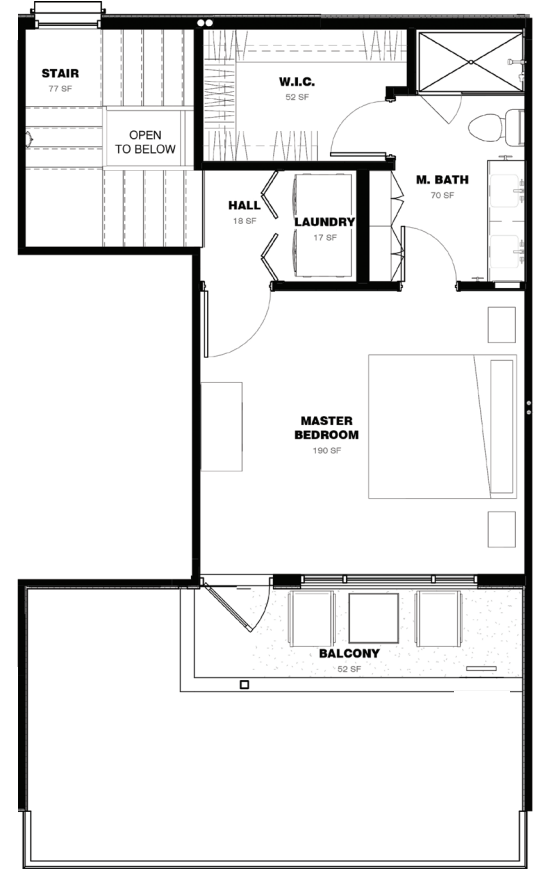 STAIR
77 SF
W.I.C.
52 SF
OPEN
TO BELOW
M. BATH
70 SF
HALL
18 SF
LAUNDRY
17 SF
MASTER
BEDROOM
190 SF
BALCONY
52 SF